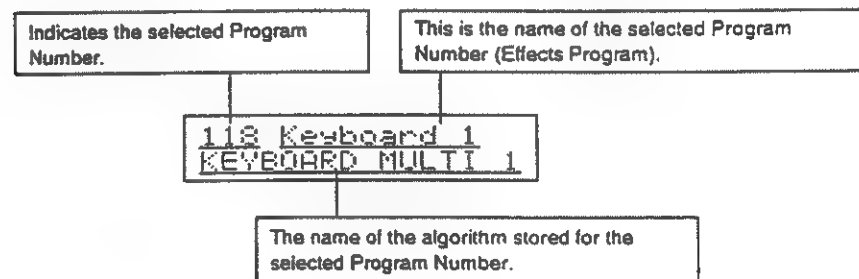 Indicates the selected Program
Number.
This is the name of the selected Program
Number (Effects Program).
118 Keyboard 1
KEYBOARD MULTI 1
The name of the algorithm stored for the
selected Program Number.